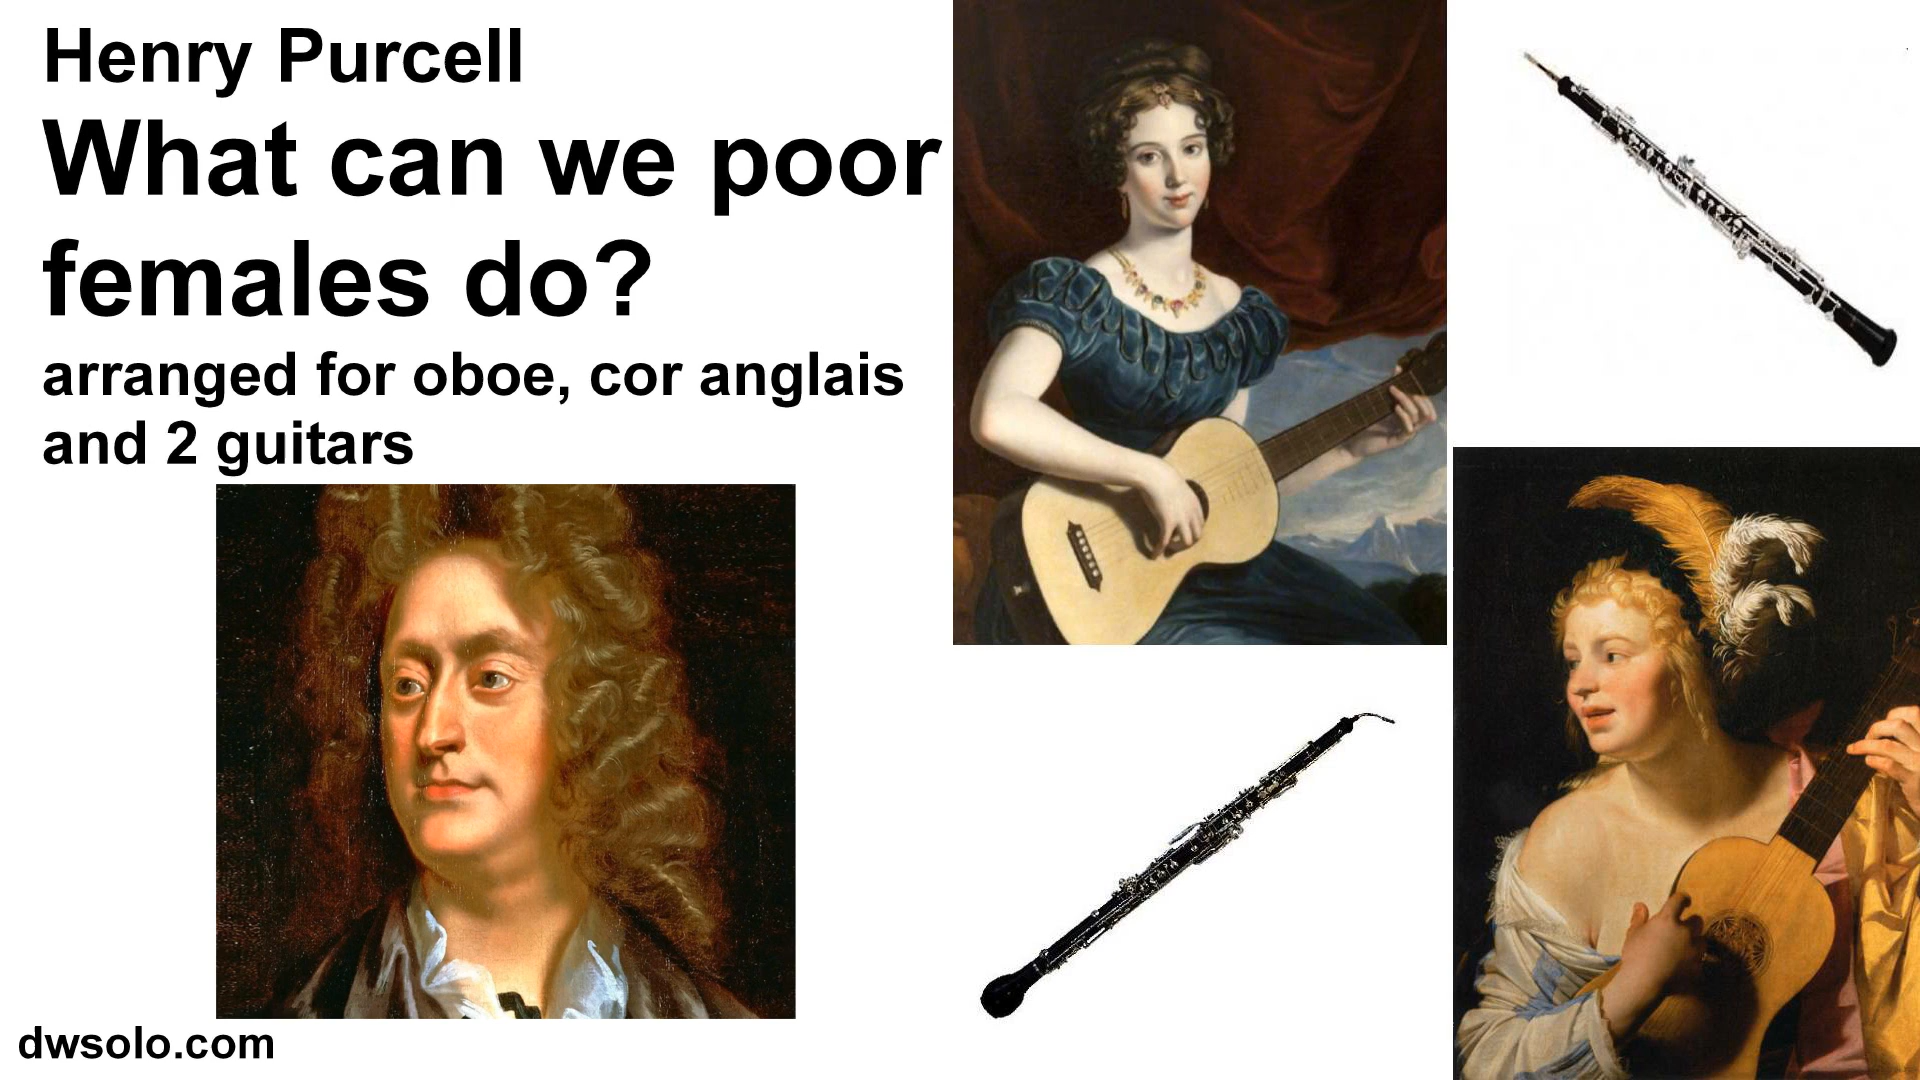 Henry Purcell
What can we poor
females do?
arranged for oboe, cor anglais
and 2 guitars
dwsolo.com